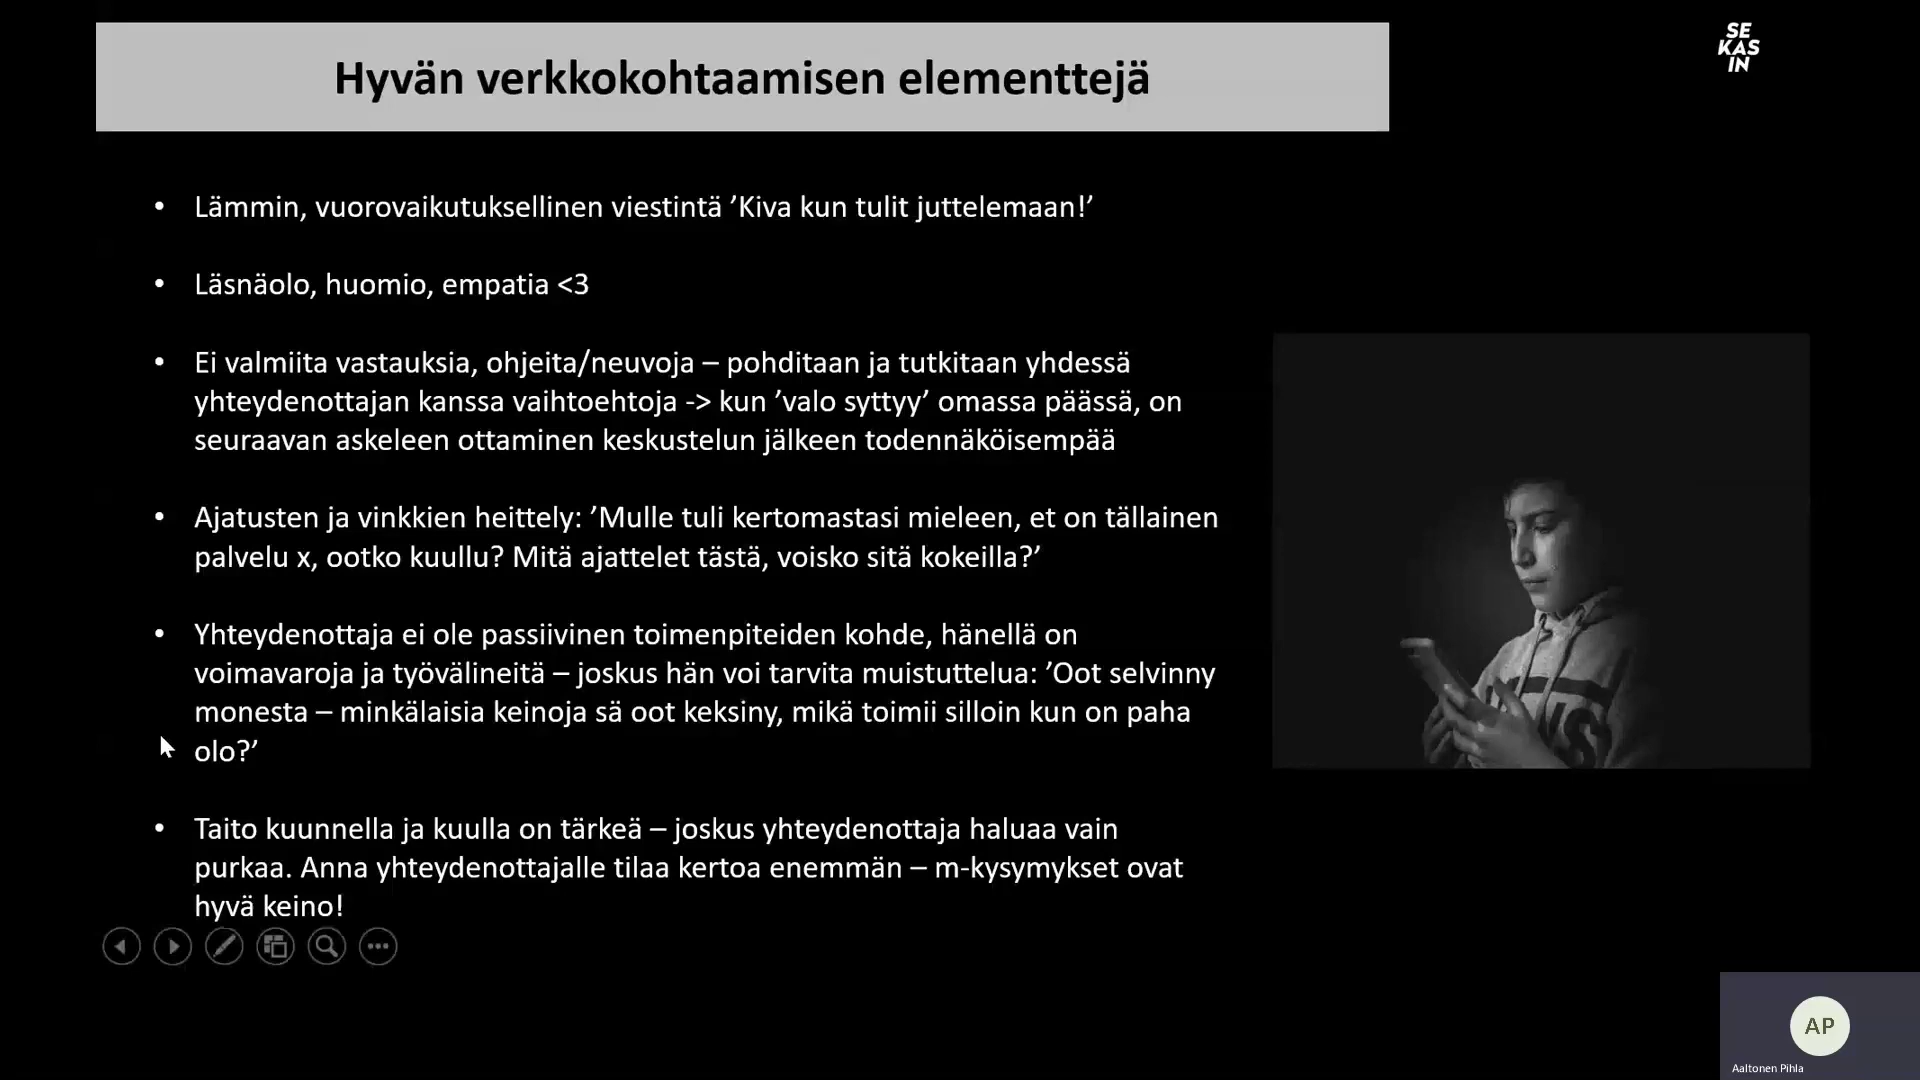 Hyvän verkkokohtaamisen elementtejä
SE
KAS
IN
• Lämmin, vuorovaikutuksellinen viestintä ’Kiva kun tulit juttelemaan!’
• Läsnäolo, huomio, empatia <3
• Ei valmiita vastauksia, ohjeita/neuvoja – pohditaan ja tutkitaan yhdessä
yhteydenottajan kanssa vaihtoehtoja -> kun ’valo syttyy’ omassa päässä, on
seuraavan askeleen ottaminen keskustelun jälkeen todennäköisempää
• Ajatusten ja vinkkien heittely: ’Mulle tuli kertomastasi mieleen, et on tällainen
palvelu x, ootko kuullu? Mitä ajattelet tästä, voisko sitä kokeilla?’
• Yhteydenottaja ei ole passiivinen toimenpiteiden kohde, hänellä on
voimavaroja ja työvälineitä – joskus hän voi tarvita muistuttelua: ’Oot selvinny
monesta – minkälaisia keinoja sä oot keksiny, mikä toimii silloin kun on paha
olo?’
• Taito kuunnella ja kuulla on tärkeä – joskus yhteydenottaja haluaa vain
purkaa. Anna yhteydenottajalle tilaa kertoa enemmän – m-kysymykset ovat
hyvä keino!
AP
Aaltonen Pihla